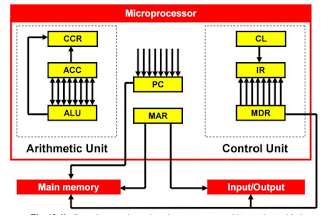 Microprocessor
CCR
CL
ACC
PC
IR
ALU
MAR
MDR
Arithmetic Unit
Control Unit
Main memory
Input/Output